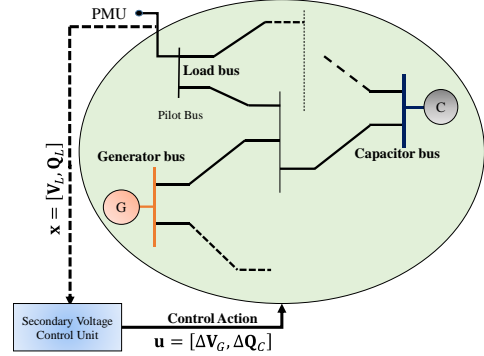 PMU
Load bus
Pilot Bus
C
Generator bus
Capacitor bus
G
x = [V_L, Q_L]
Secondary Voltage
Control Unit
Control Action
u = [ΔV_G, ΔQ_C]